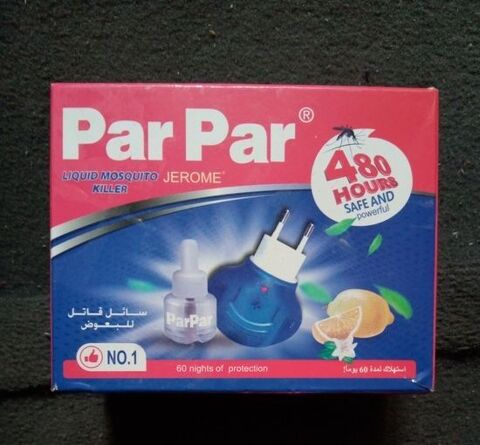 Par Par®
LIQUID MOSQUITO
KILLER
JEROME
480
HOURS
SAFE AND
powerful
ParPar
سائل قاتل
للبعوض
NO.1
60 nights of protection
استهلاك لمدة 60 يوما!